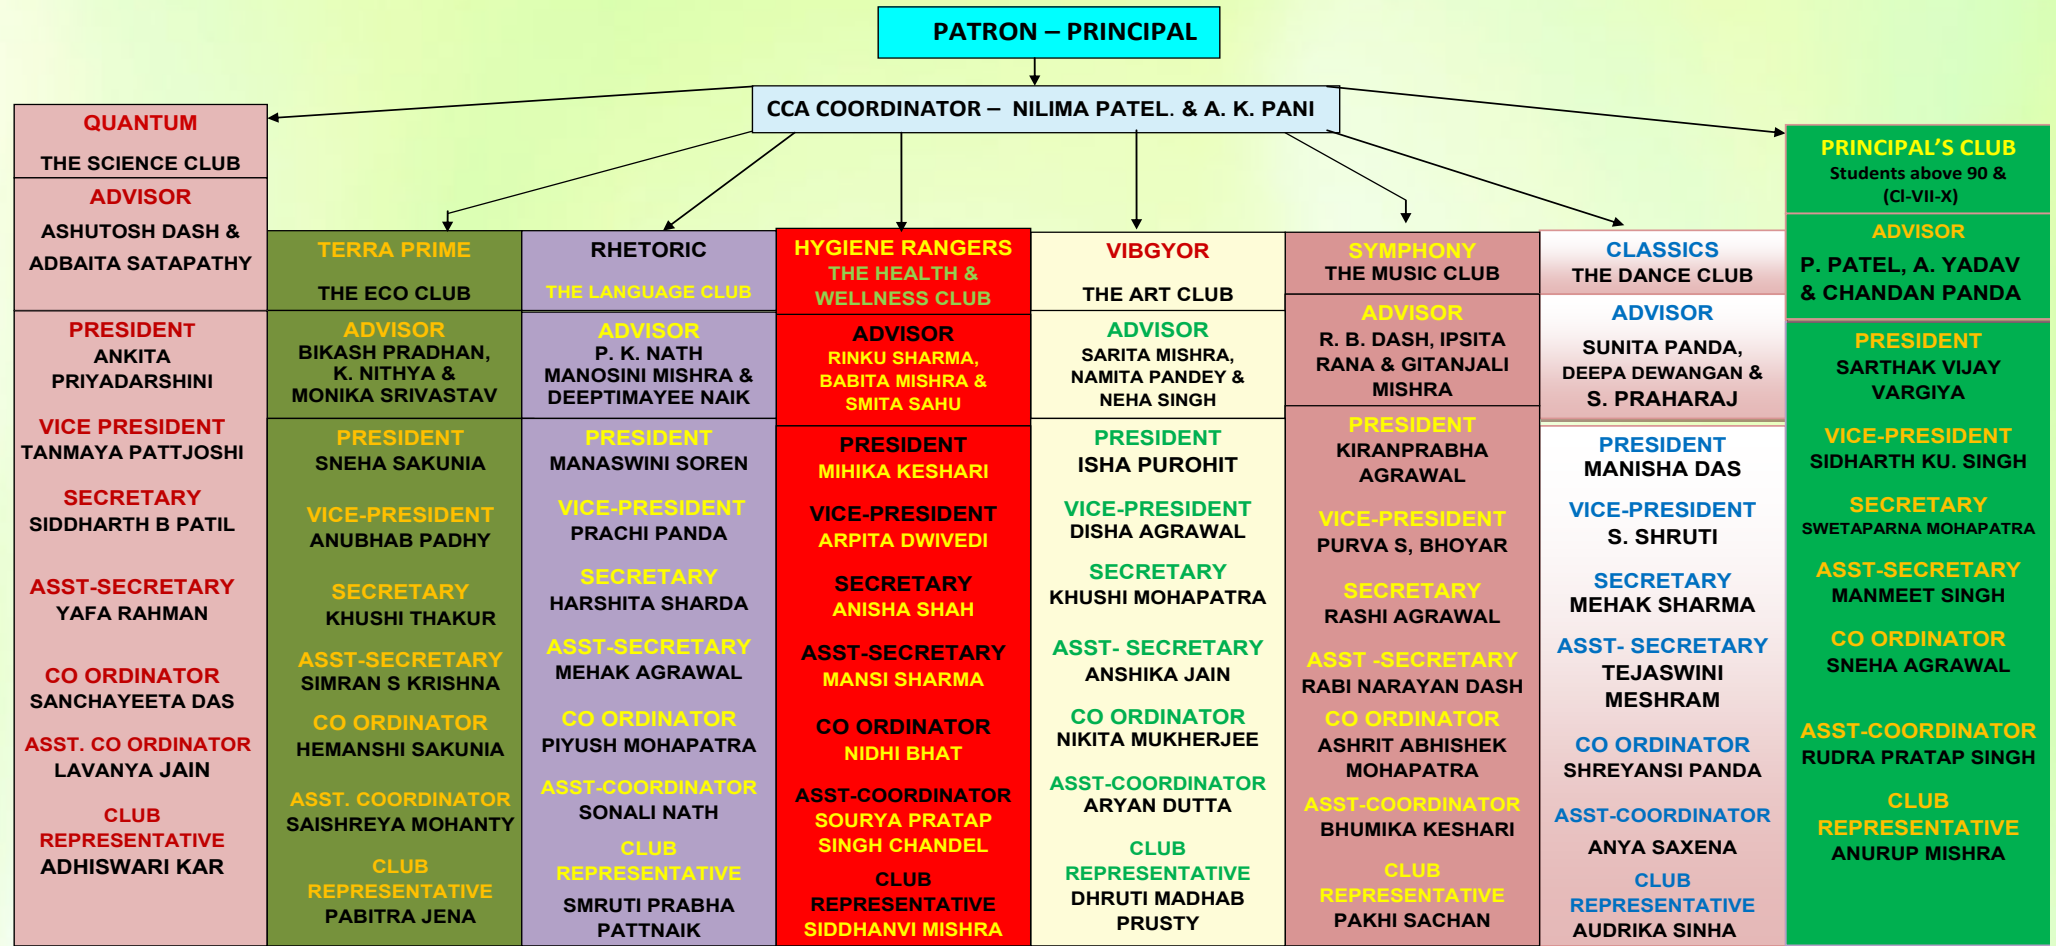 PATRON – PRINCIPAL
CCA COORDINATOR – NILIMA PATEL. & A. K. PANI
QUANTUM
THE SCIENCE CLUB
ADVISOR
ASHUTOSH DASH &
ADBAITA SATAPATHY
PRESIDENT
ANKITA
PRIYADARSHINI
VICE PRESIDENT
TANMAYA PATTJOSHI
SECRETARY
SIDDHARTH B PATIL
ASST-SECRETARY
YAFA RAHMAN
CO ORDINATOR
SANCHAYEETA DAS
ASST. CO ORDINATOR
LAVANYA JAIN
CLUB
REPRESENTATIVE
ADHISWARI KAR
TERRA PRIME
THE ECO CLUB
ADVISOR
BIKASH PRADHAN,
K. NITHYA &
MONIKA SRIVASTAV
PRESIDENT
SNEHA SAKUNIA
VICE-PRESIDENT
ANUBHAB PADHY
SECRETARY
KHUSHI THAKUR
ASST-SECRETARY
SIMRAN S KRISHNA
CO ORDINATOR
HEMANSHI SAKUNIA
ASST. COORDINATOR
SAISHREYA MOHANTY
CLUB
REPRESENTATIVE
PABITRA JENA
RHETORIC
THE LANGUAGE CLUB
ADVISOR
P. K. NATH
MANOSINI MISHRA &
DEEPTIMAYEE NAIK
PRESIDENT
MANASWINI SOREN
VICE-PRESIDENT
PRACHI PANDA
SECRETARY
HARSHITA SHARDA
ASST-SECRETARY
MEHAK AGRAWAL
CO ORDINATOR
PIYUSH MOHAPATRA
ASST-COORDINATOR
SONALI NATH
CLUB
REPRESENTATIVE
SMRUTI PRABHA
PATTNAIK
HYGIENE RANGERS
THE HEALTH &
WELLNESS CLUB
ADVISOR
RINKU SHARMA,
BABITA MISHRA &
SMITA SAHU
PRESIDENT
MIHIKA KESHARI
VICE-PRESIDENT
ARPITA DWIVEDI
SECRETARY
ANISHA SHAH
ASST-SECRETARY
MANSI SHARMA
CO ORDINATOR
NIDHI BHAT
ASST-COORDINATOR
SOURYA PRATAP
SINGH CHANDEL
CLUB
REPRESENTATIVE
SIDDHANVI MISHRA
VIBGYOR
THE ART CLUB
ADVISOR
SARITA MISHRA,
NAMITA PANDEY &
NEHA SINGH
PRESIDENT
ISHA PUROHIT
VICE-PRESIDENT
DISHA AGRAWAL
SECRETARY
KHUSHI MOHAPATRA
ASST- SECRETARY
ANSHIKA JAIN
CO ORDINATOR
NIKITA MUKHERJEE
ASST-COORDINATOR
ARYAN DUTTA
CLUB
REPRESENTATIVE
DHRUTI MADHAB
PRUSTY
SYMPHONY
THE MUSIC CLUB
ADVISOR
R. B. DASH, IPSITA
RANA & GITANJALI
MISHRA
PRESIDENT
KIRANPRABHA
AGRAWAL
VICE-PRESIDENT
PURVA S, BHOYAR
SECRETARY
RASHI AGRAWAL
ASST -SECRETARY
RABI NARAYAN DASH
CO ORDINATOR
ASHRIT ABHISHEK
MOHAPATRA
ASST-COORDINATOR
BHUMIKA KESHARI
CLUB
REPRESENTATIVE
PAKHI SACHAN
CLASSICS
THE DANCE CLUB
ADVISOR
SUNITA PANDA,
DEEPA DEWANGAN &
S. PRAHARAJ
PRESIDENT
MANISHA DAS
VICE-PRESIDENT
S. SHRUTI
SECRETARY
MEHAK SHARMA
ASST- SECRETARY
TEJASWINI
MESHRAM
CO ORDINATOR
SHREYANSI PANDA
ASST-COORDINATOR
ANYA SAXENA
CLUB
REPRESENTATIVE
AUDRIKA SINHA
PRINCIPAL'S CLUB
Students above 90 &
(Cl-VII-X)
ADVISOR
P. PATEL, A. YADAV
& CHANDAN PANDA
PRESIDENT
SARTHAK VIJAY
VARGIYA
VICE-PRESIDENT
SIDHARTH KU. SINGH
SECRETARY
SWETAPARNA MOHAPATRA
ASST-SECRETARY
MANMEET SINGH
CO ORDINATOR
SNEHA AGRAWAL
ASST-COORDINATOR
RUDRA PRATAP SINGH
CLUB
REPRESENTATIVE
ANURUP MISHRA